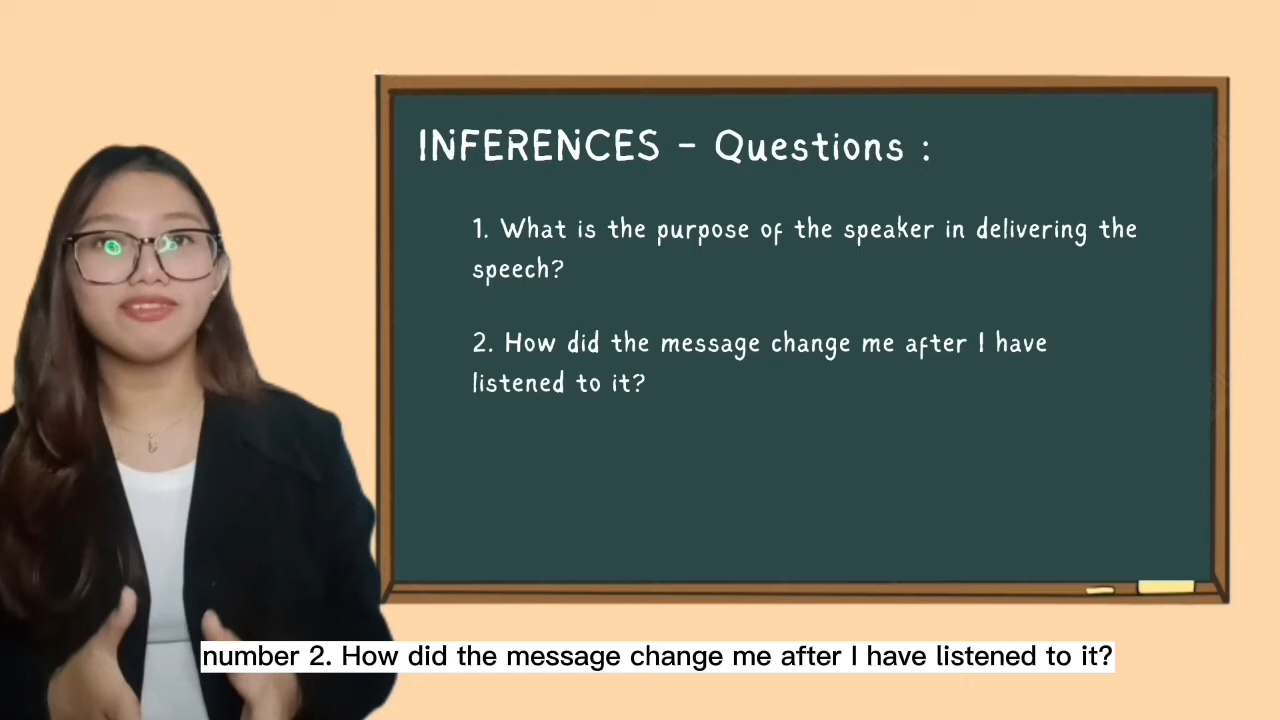 INFERENCES - Questions :
1. What is the purpose of the speaker in delivering the
speech?
2. How did the message change me after I have
listened to it?
number 2. How did the message change me after I have listened to it?